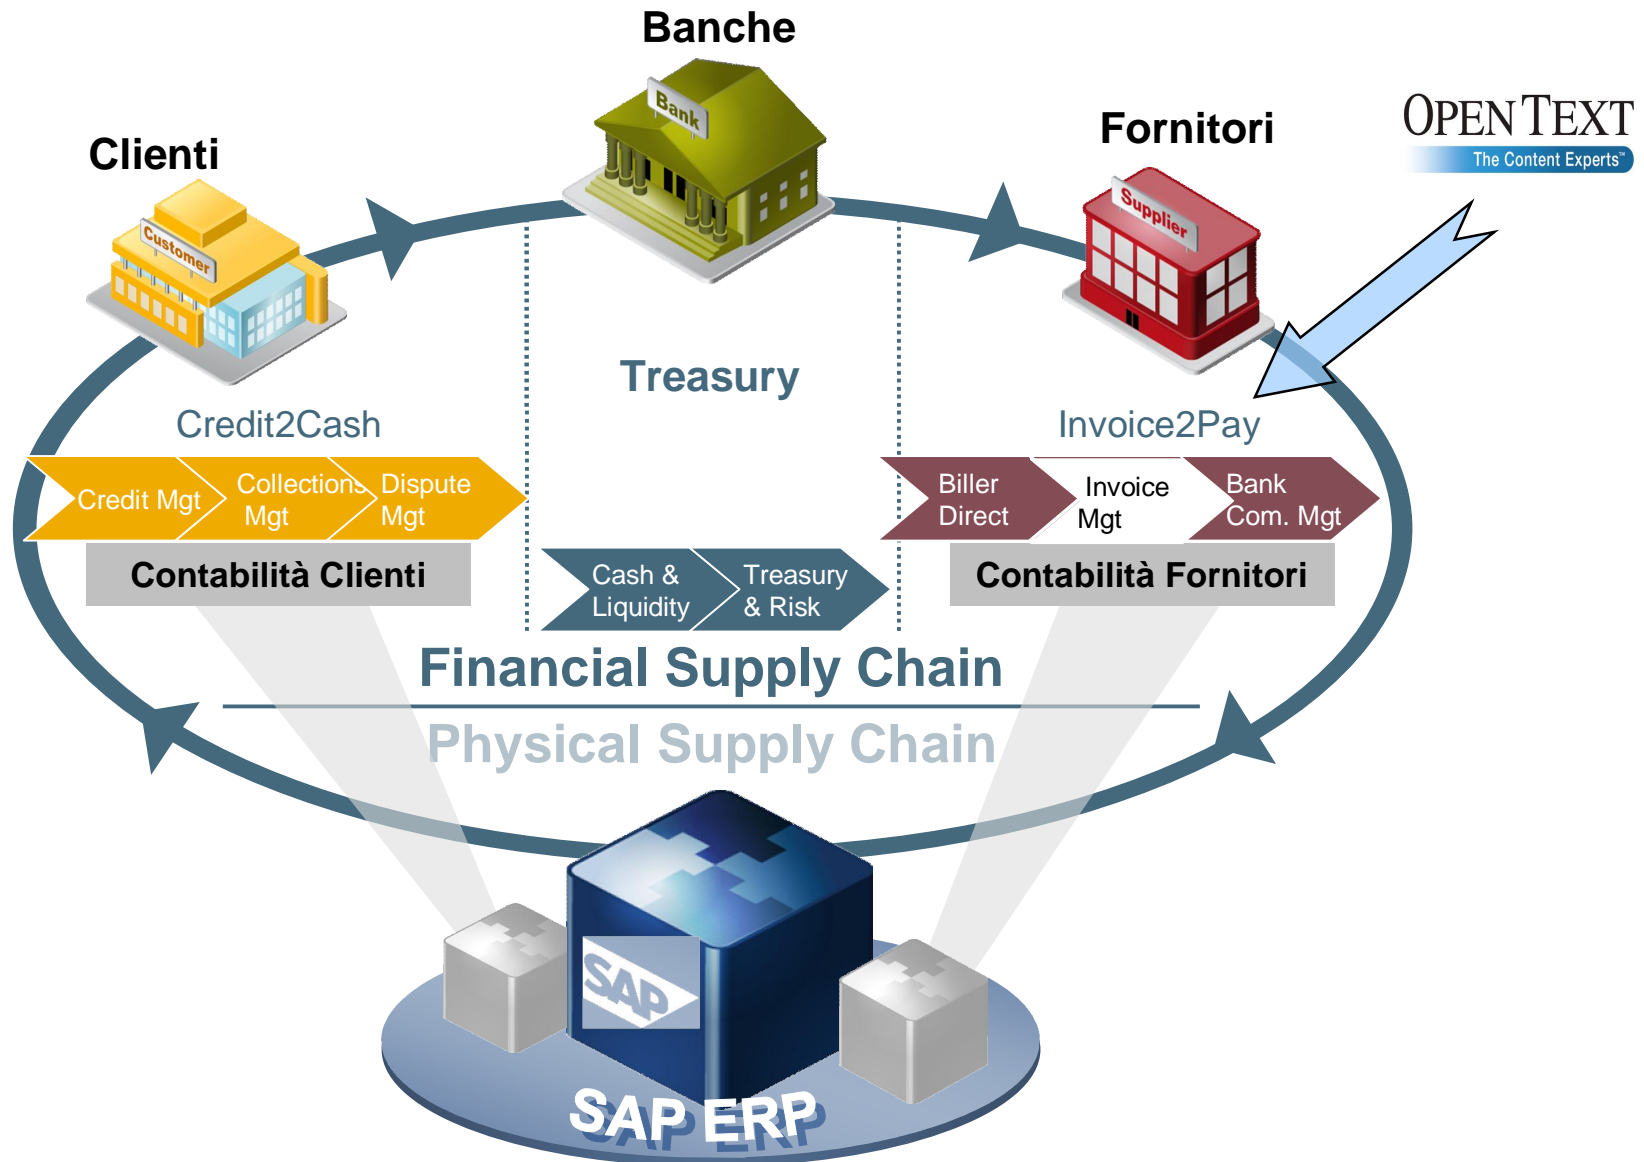 Banche
Bank
OPEN TEXT
The Content Experts™
Clienti
Fornitori
Customer
Supplier
Treasury
Credit2Cash
Invoice2Pay
Credit Mgt
Collections
Mgt
Dispute
Mgt
Biller
Direct
Invoice
Mgt
Bank
Com. Mgt
Contabilità Clienti
Cash &
Liquidity
Treasury
& Risk
Contabilità Fornitori
Financial Supply Chain
Physical Supply Chain
SAP
SAP ERP